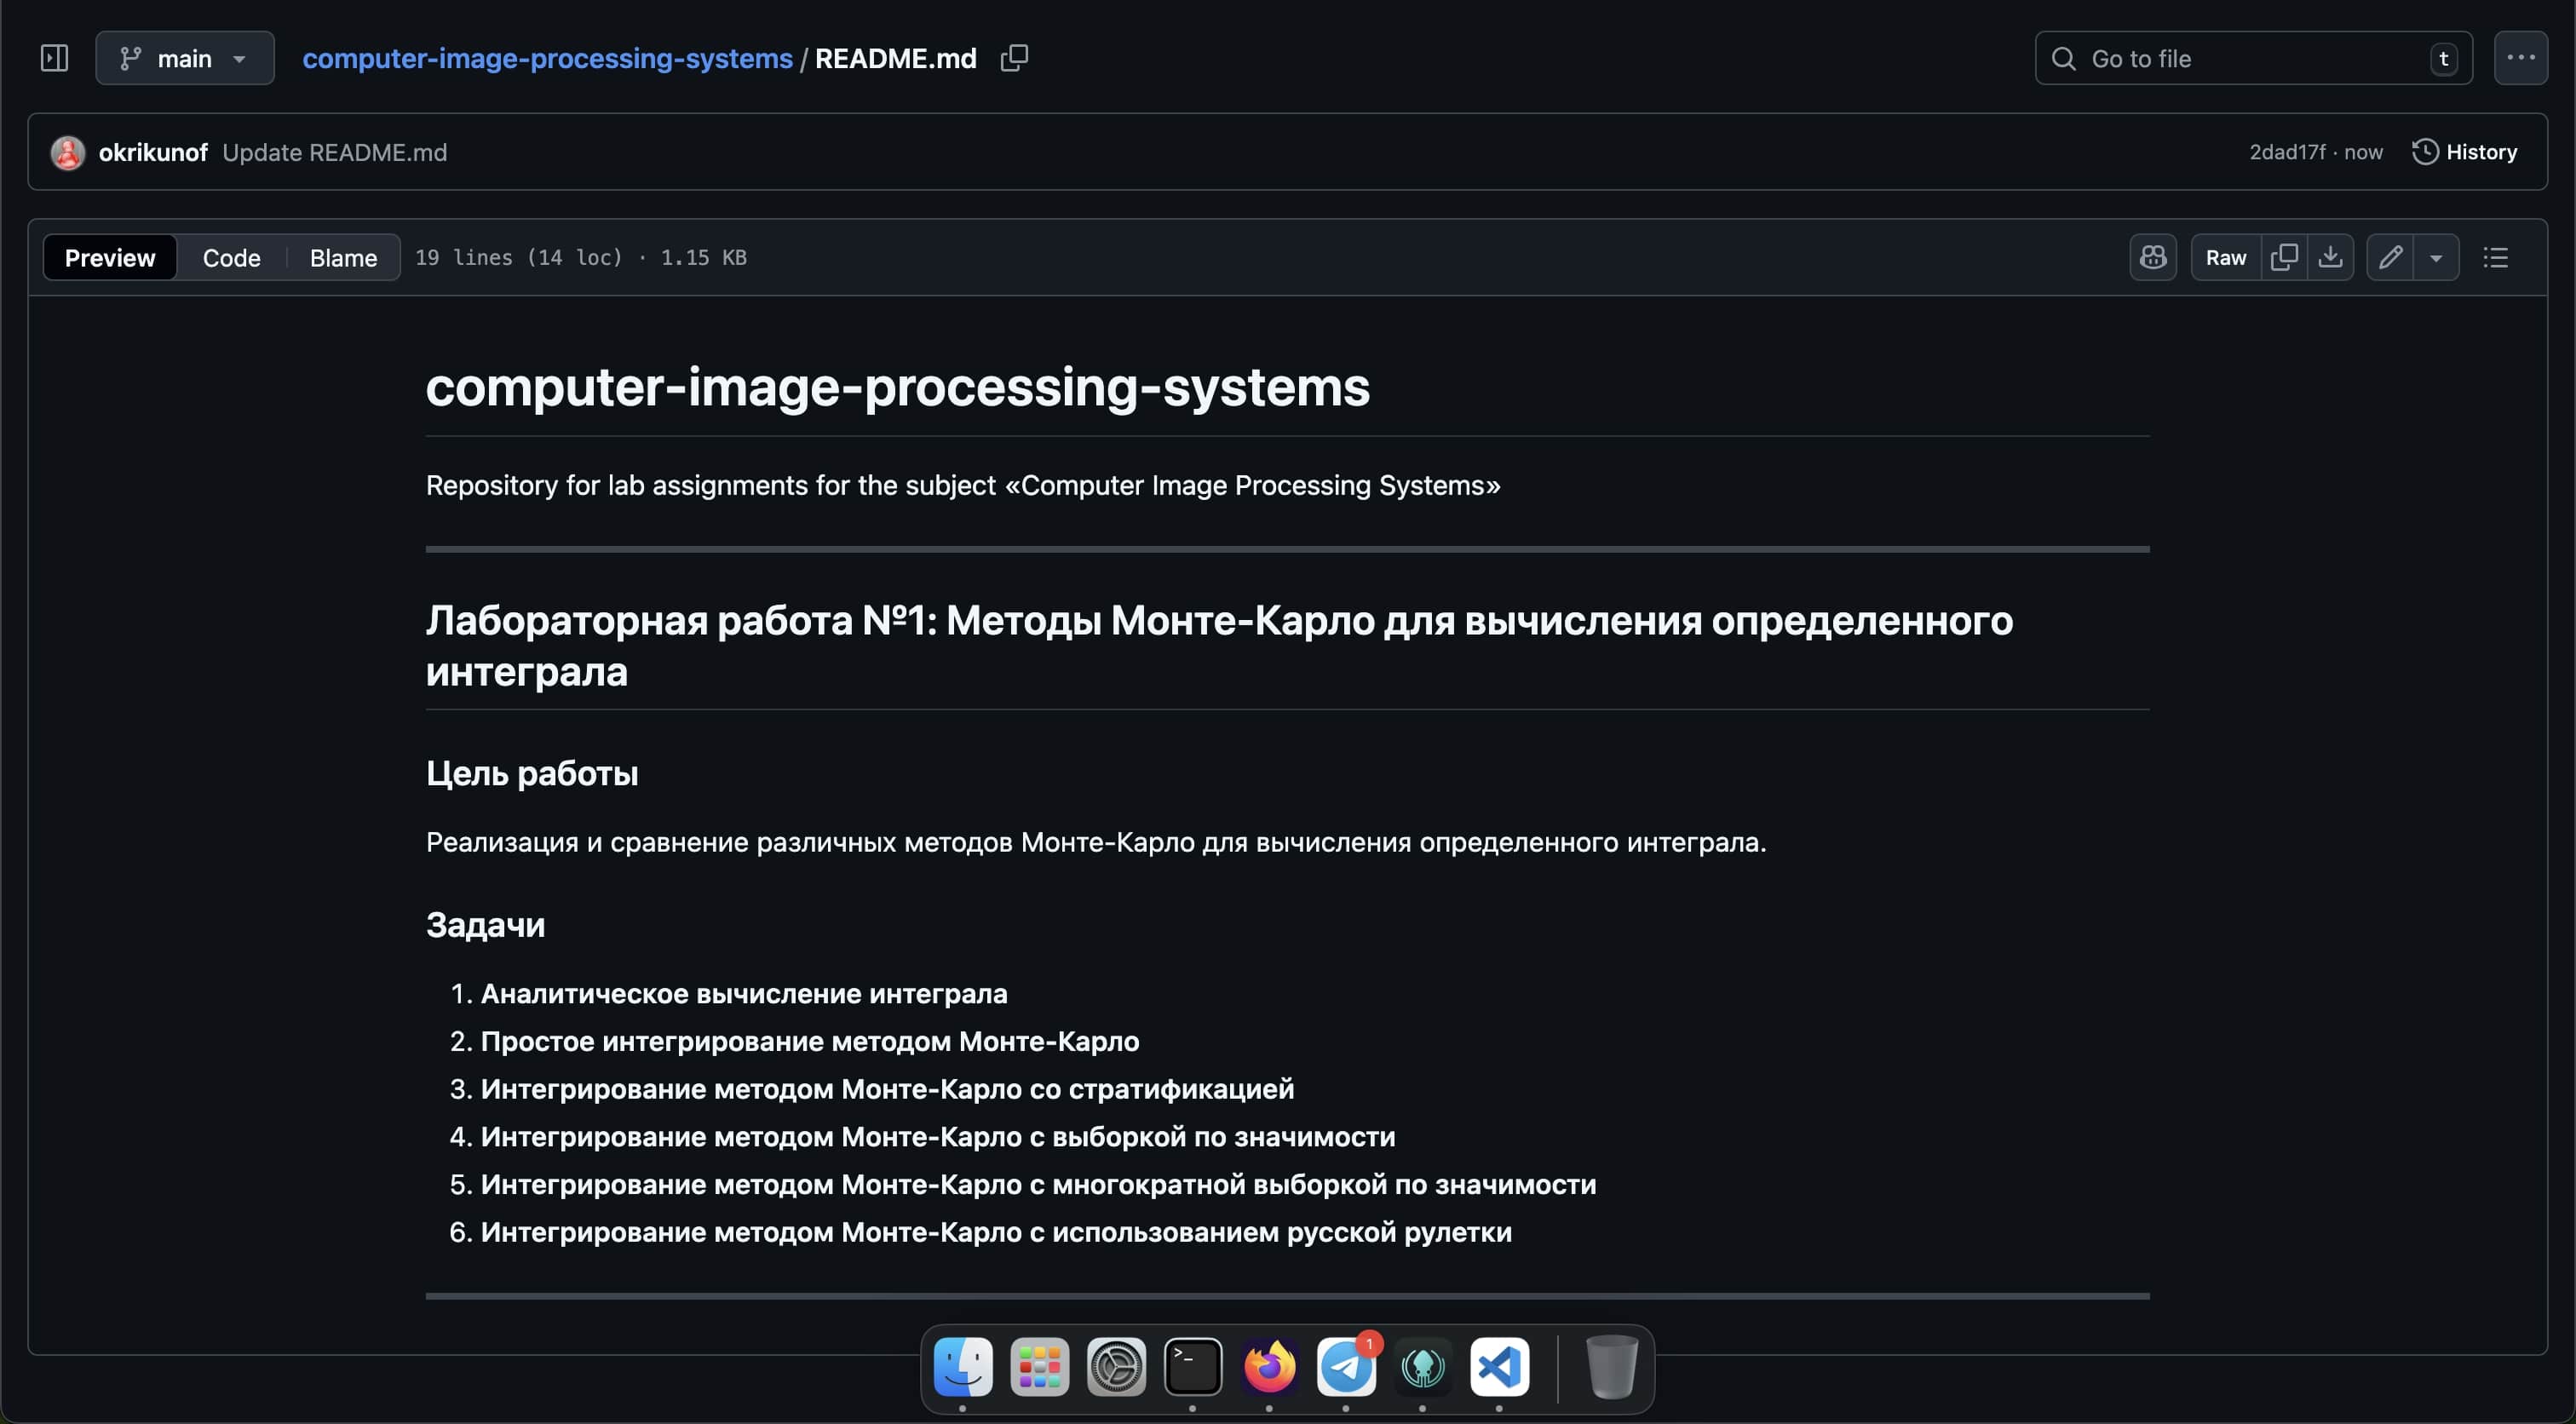 main
computer-image-processing-systems / README.md
Go to file
t
okrikunof Update README.md
2dad17f · now
History
Preview Code Blame 19 lines (14 loc) · 1.15 KB
Raw
computer-image-processing-systems
Repository for lab assignments for the subject «Computer Image Processing Systems»
Лабораторная работа №1: Методы Монте-Карло для вычисления определенного
интеграла
Цель работы
Реализация и сравнение различных методов Монте-Карло для вычисления определенного интеграла.
Задачи
1. Аналитическое вычисление интеграла
2. Простое интегрирование методом Монте-Карло
3. Интегрирование методом Монте-Карло со стратификацией
4. Интегрирование методом Монте-Карло с выборкой по значимости
5. Интегрирование методом Монте-Карло с многократной выборкой по значимости
6. Интегрирование методом Монте-Карло с использованием русской рулетки
>_
1